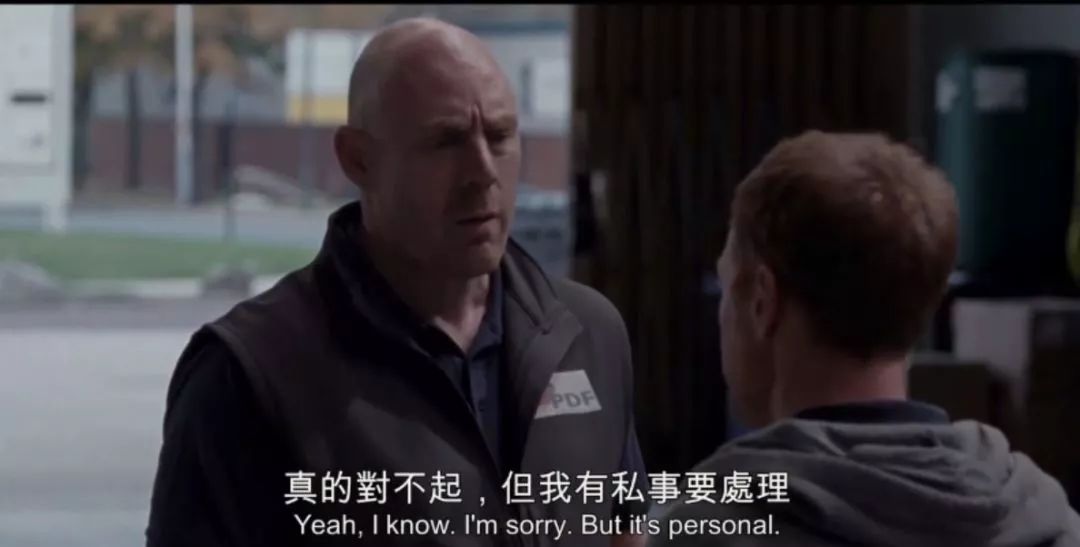 PDF
真的對不起，但我有私事要處理
Yeah, I know. I'm sorry. But it's personal.